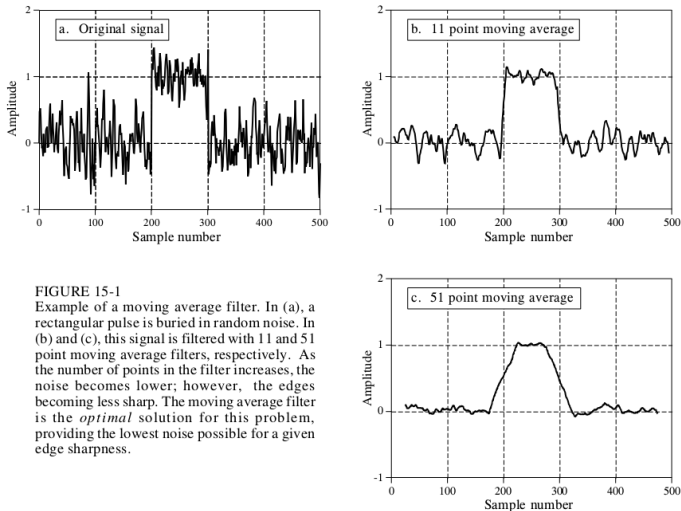 2
a. Original signal
1
Amplitude
0
-1
0 100 200 300 400 500
Sample number
2
b. 11 point moving average
1
Amplitude
0
-1
0 100 200 300 400 500
Sample number
FIGURE 15-1
Example of a moving average filter. In (a), a
rectangular pulse is buried in random noise. In
(b) and (c), this signal is filtered with 11 and 51
point moving average filters, respectively. As
the number of points in the filter increases, the
noise becomes lower; however, the edges
becoming less sharp. The moving average filter
is the optimal solution for this problem,
providing the lowest noise possible for a given
edge sharpness.
2
c. 51 point moving average
1
Amplitude
0
-1
0 100 200 300 400 500
Sample number